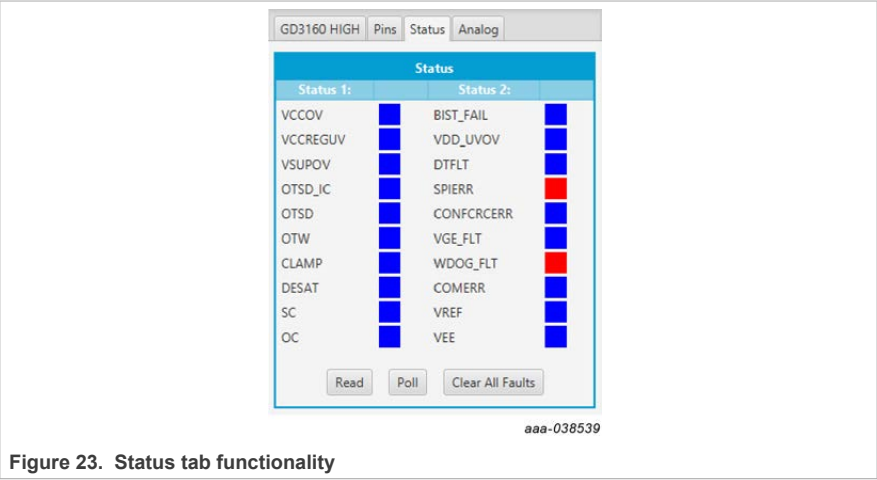 GD3160 HIGH Pins Status Analog
Status
Status 1: Status 2:
VCCOV BIST_FAIL
VCCREGUV VDD_UVOV
VSUPOV DTFLT
OTSD_IC SPIERR
OTSD CONFCRCERR
OTW VGE_FLT
CLAMP WDOG_FLT
DESAT COMERR
SC VREF
OC VEE
Read Poll Clear All Faults
aaa-038539
Figure 23. Status tab functionality